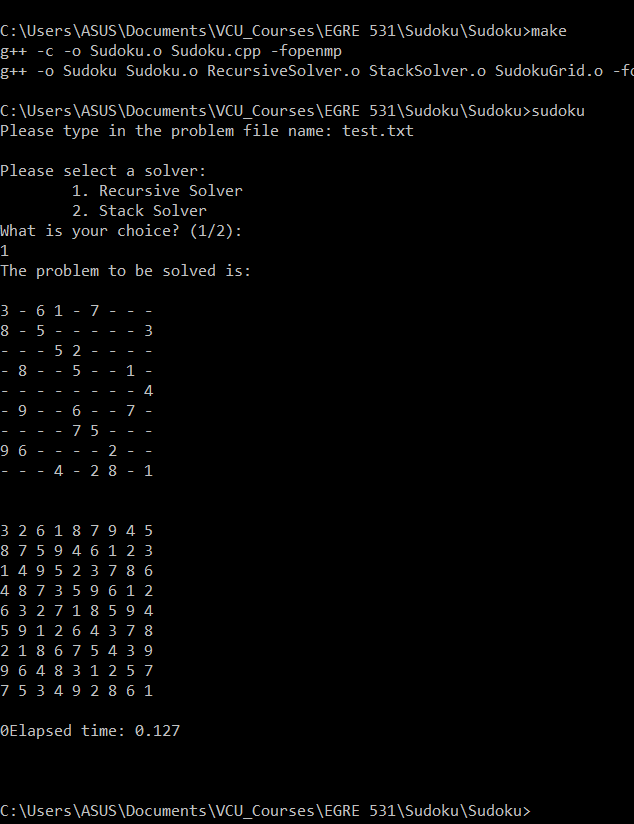 C:\Users\ASUS\Documents\VCU_Courses\EGRE 531\Sudoku\Sudoku>make
g++ -c -o Sudoku.o Sudoku.cpp -fopenmp
g++ -o Sudoku Sudoku.o RecursiveSolver.o StackSolver.o SudokuGrid.o -fo
C:\Users\ASUS\Documents\VCU_Courses\EGRE 531\Sudoku\Sudoku>sudoku
Please type in the problem file name: test.txt
Please select a solver:
1. Recursive Solver
2. Stack Solver
What is your choice? (1/2):
1
The problem to be solved is:
3 - 6 1 - 7 - - -
8 - 5 - - - - - 3
- - - 5 2 - - - -
- 8 - - 5 - - 1 -
- - - - - - - - 4
- 9 - - 6 - - 7 -
- - - - 7 5 - - -
9 6 - - - - 2 - -
- - - 4 - 2 8 - 1
3 2 6 1 8 7 9 4 5
8 7 5 9 4 6 1 2 3
1 4 9 5 2 3 7 8 6
4 8 7 3 5 9 6 1 2
6 3 2 7 1 8 5 9 4
5 9 1 2 6 4 3 7 8
2 1 8 6 7 5 4 3 9
9 6 4 8 3 1 2 5 7
7 5 3 4 9 2 8 6 1
0Elapsed time: 0.127
C:\Users\ASUS\Documents\VCU_Courses\EGRE 531\Sudoku\Sudoku>